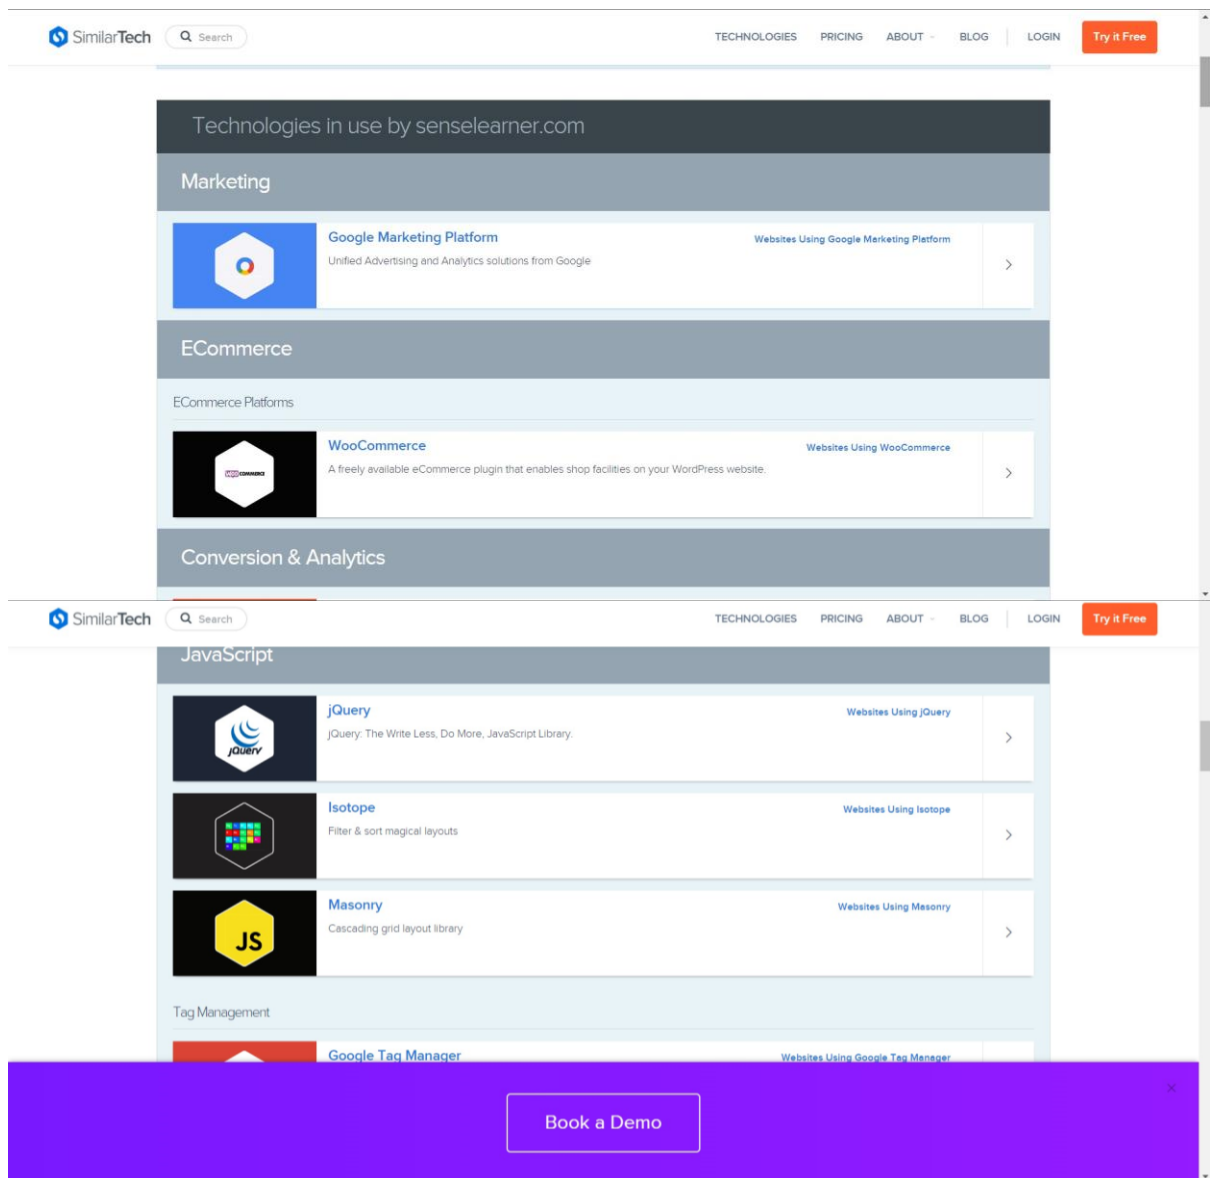 SimilarTech
Search
TECHNOLOGIES PRICING ABOUT BLOG LOGIN Try it Free
Technologies in use by senselearner.com
Marketing
Google Marketing Platform
Websites Using Google Marketing Platform
Unified Advertising and Analytics solutions from Google
ECommerce
ECommerce Platforms
WOO COMMERCE
WooCommerce
Websites Using WooCommerce
A freely available eCommerce plugin that enables shop facilities on your WordPress website.
Conversion & Analytics
SimilarTech
Search
TECHNOLOGIES PRICING ABOUT BLOG LOGIN Try it Free
JavaScript
jQuery
jQuery
Websites Using jQuery
jQuery: The Write Less, Do More, JavaScript Library.
Isotope
Websites Using Isotope
Filter & sort magical layouts
JS
Masonry
Websites Using Masonry
Cascading grid layout library
Tag Management
Google Tag Manager
Websites Using Google Tag Manager
Book a Demo